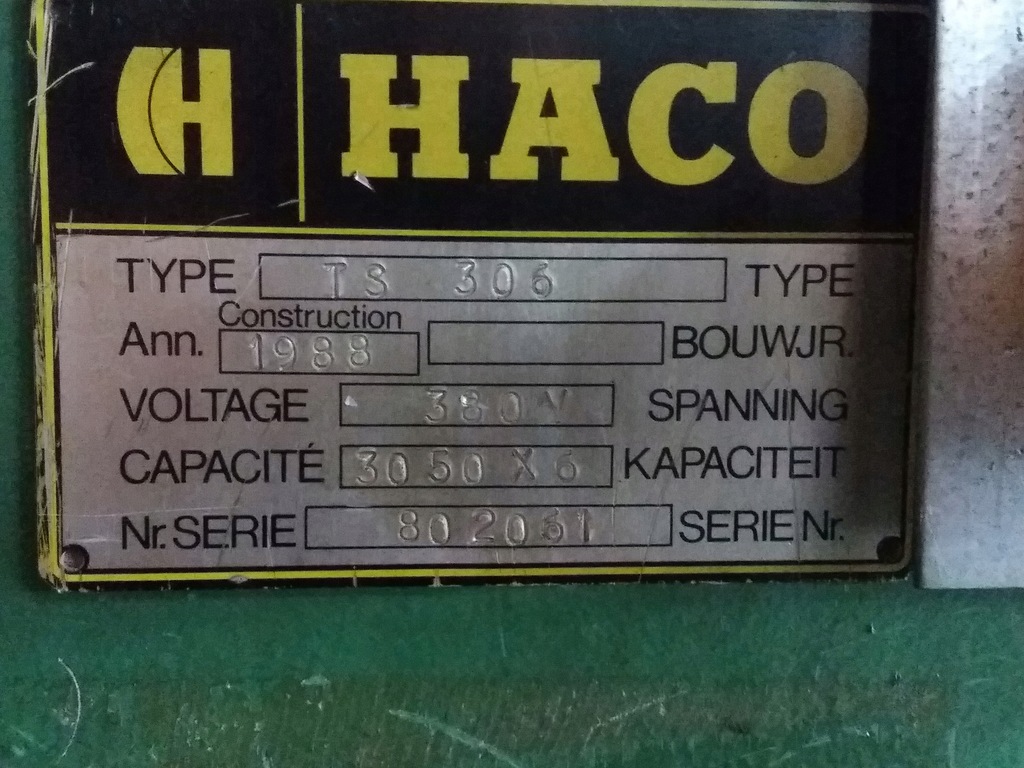 H HACO
TYPE TS 306 TYPE
Construction
Ann. 1988 BOUWJR.
VOLTAGE 380V SPANNING
CAPACITÉ 3050 X 6 KAPACITEIT
Nr. SERIE 802061 SERIE Nr.